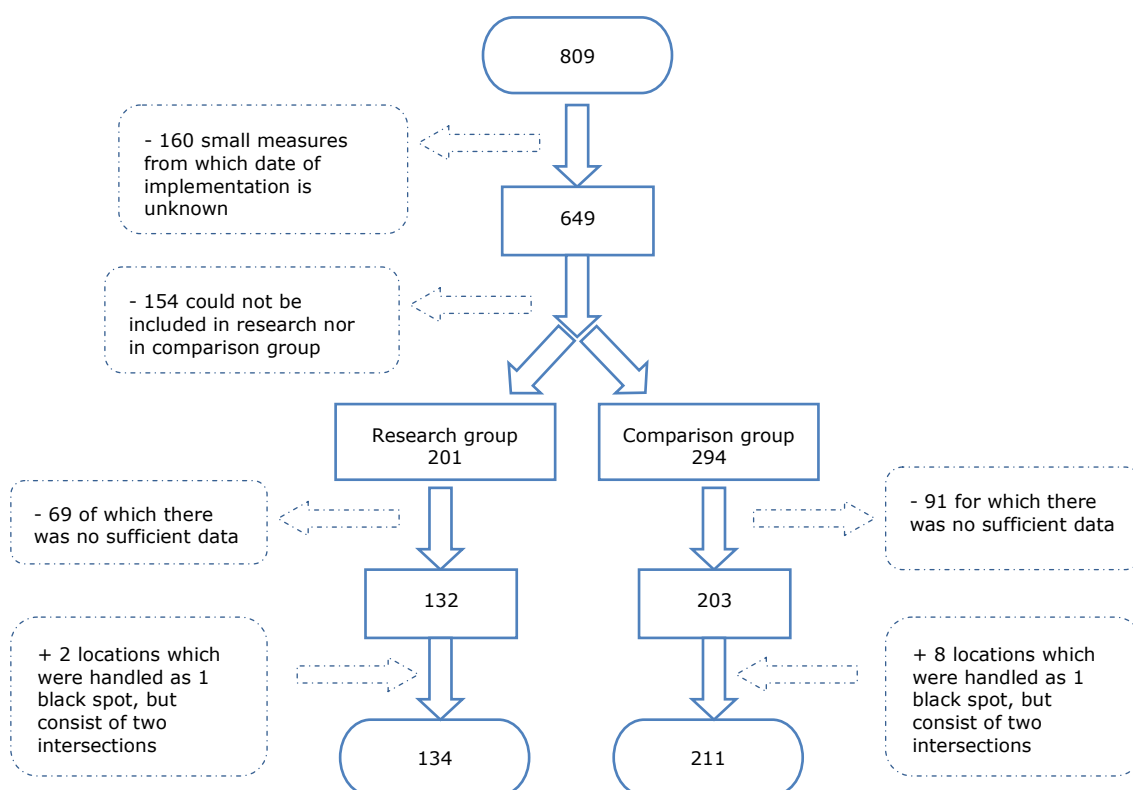 809
- 160 small measures
from which date of
implementation is
unknown
649
- 154 could not be
included in research nor
in comparison group
Research group
201
Comparison group
294
- 69 of which there
was no sufficient data
- 91 for which there
was no sufficient data
132
203
+ 2 locations which
were handled as 1
black spot, but
consist of two
intersections
+ 8 locations which
were handled as 1
black spot, but
consist of two
intersections
134
211